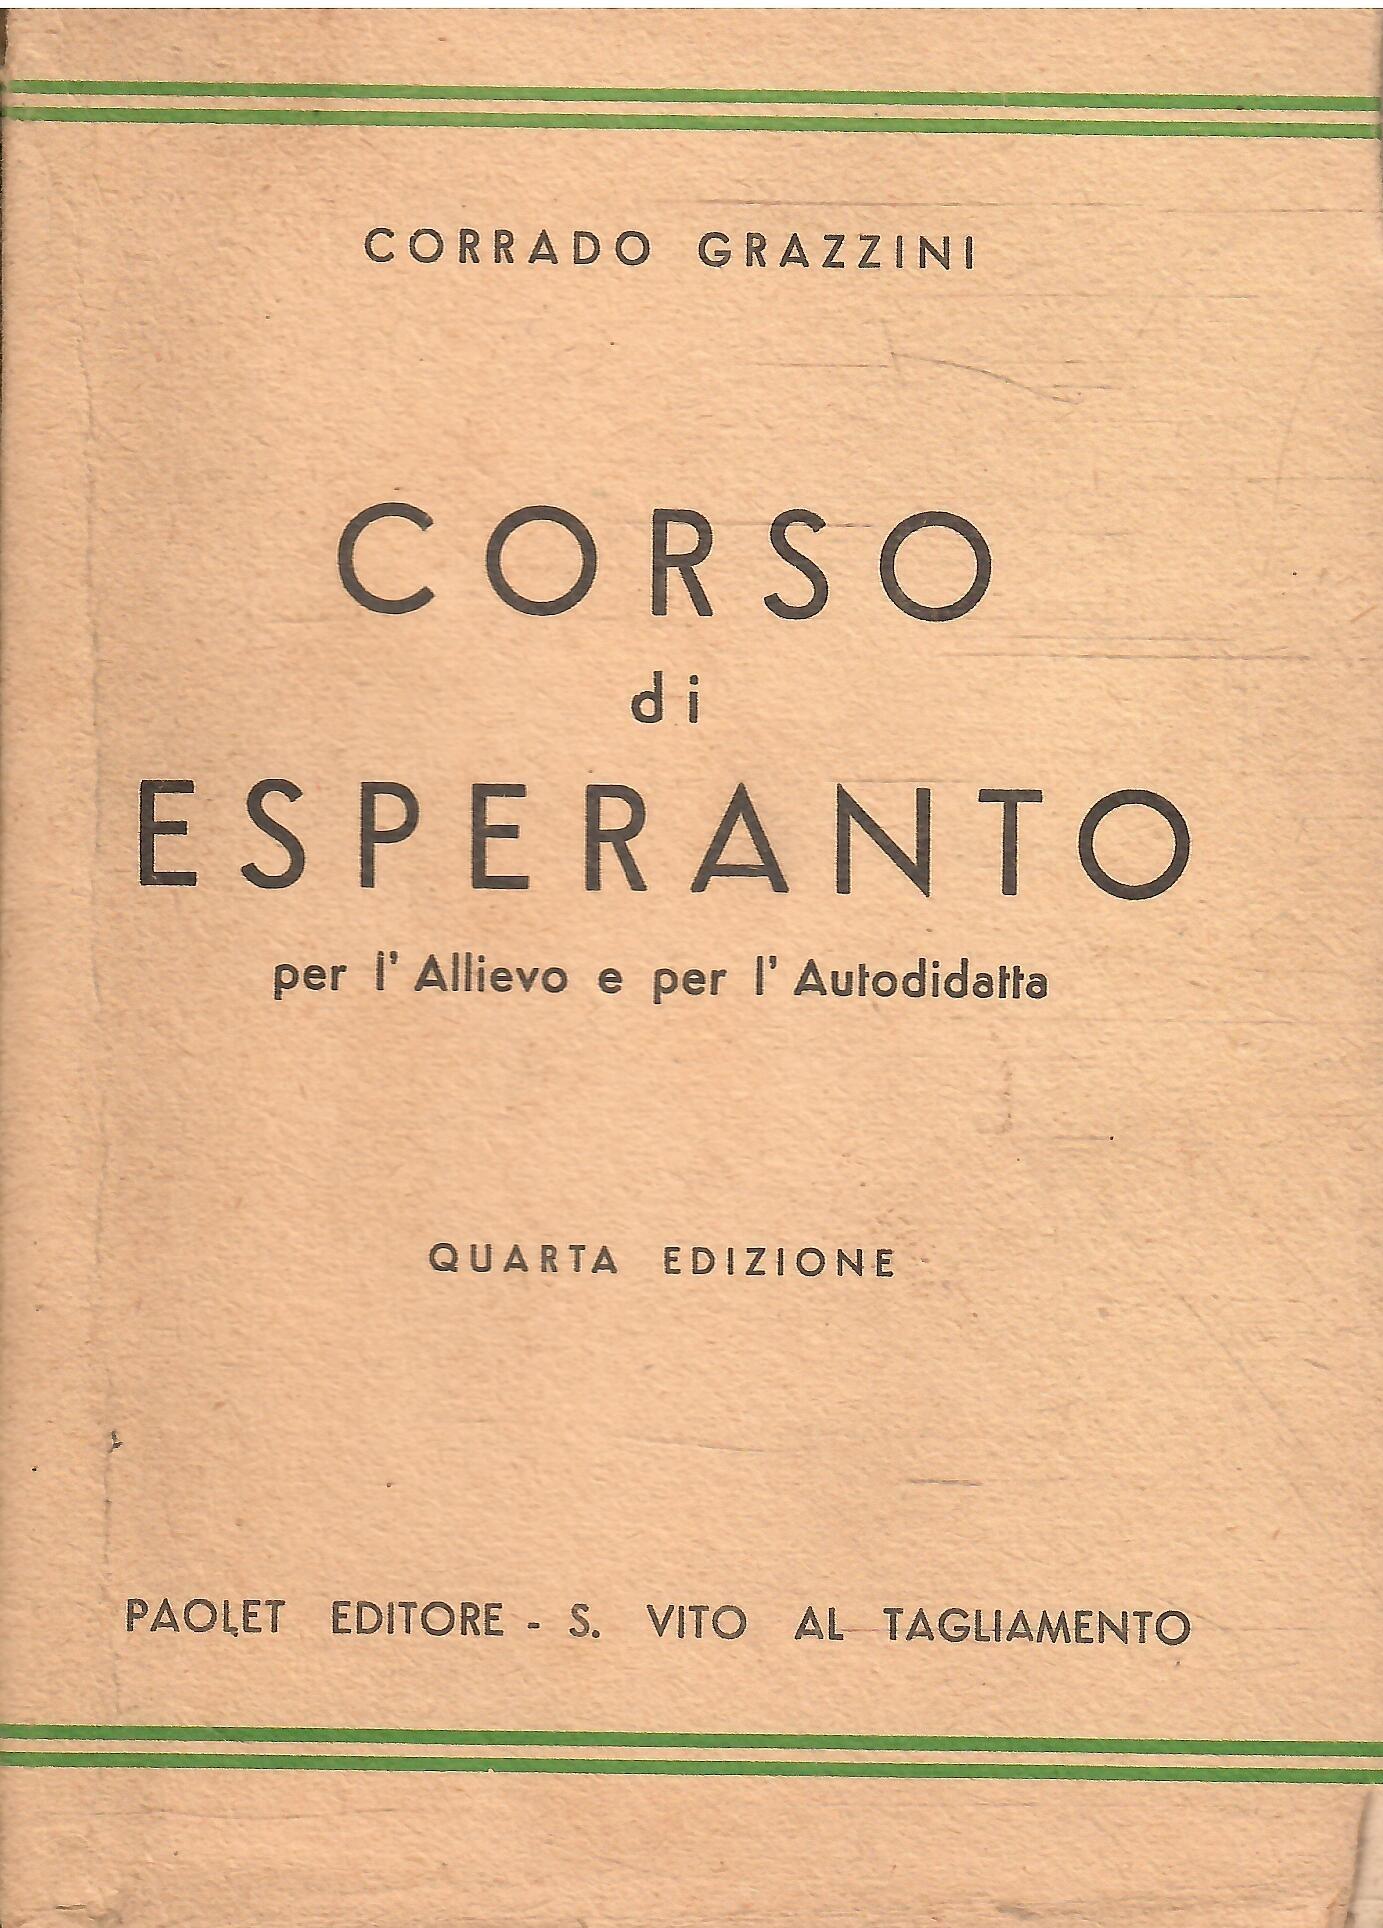 CORRADO GRAZZINI
CORSO
di
ESPERANTO
per l' Allievo e per l' Autodidatta
QUARTA EDIZIONE
PAOLET EDITORE - S. VITO AL TAGLIAMENTO